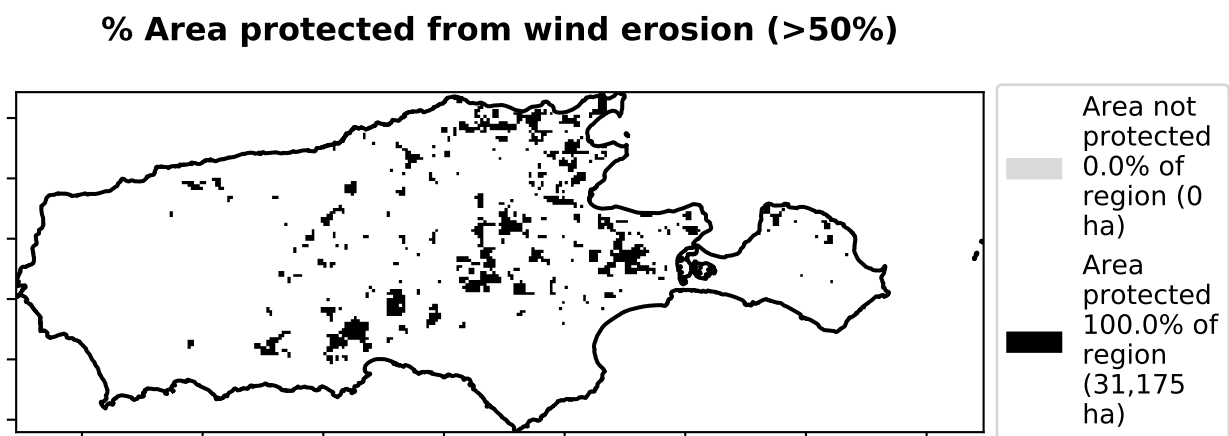 % Area protected from wind erosion (>50%)
Area not
protected
0.0% of
region (0
ha)
Area
protected
100.0% of
region
(31,175
ha)